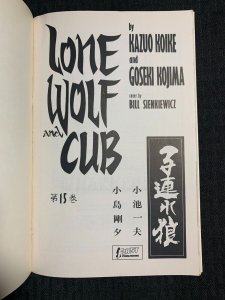 LONE
WOLF
and
CUB
by
KAZUO KOIKE
and
GOSEKI KOJIMA
cover by
BILL SIENKIEWICZ
子連れ狼
第15巻
小池一夫
小島剛夕
FIRST